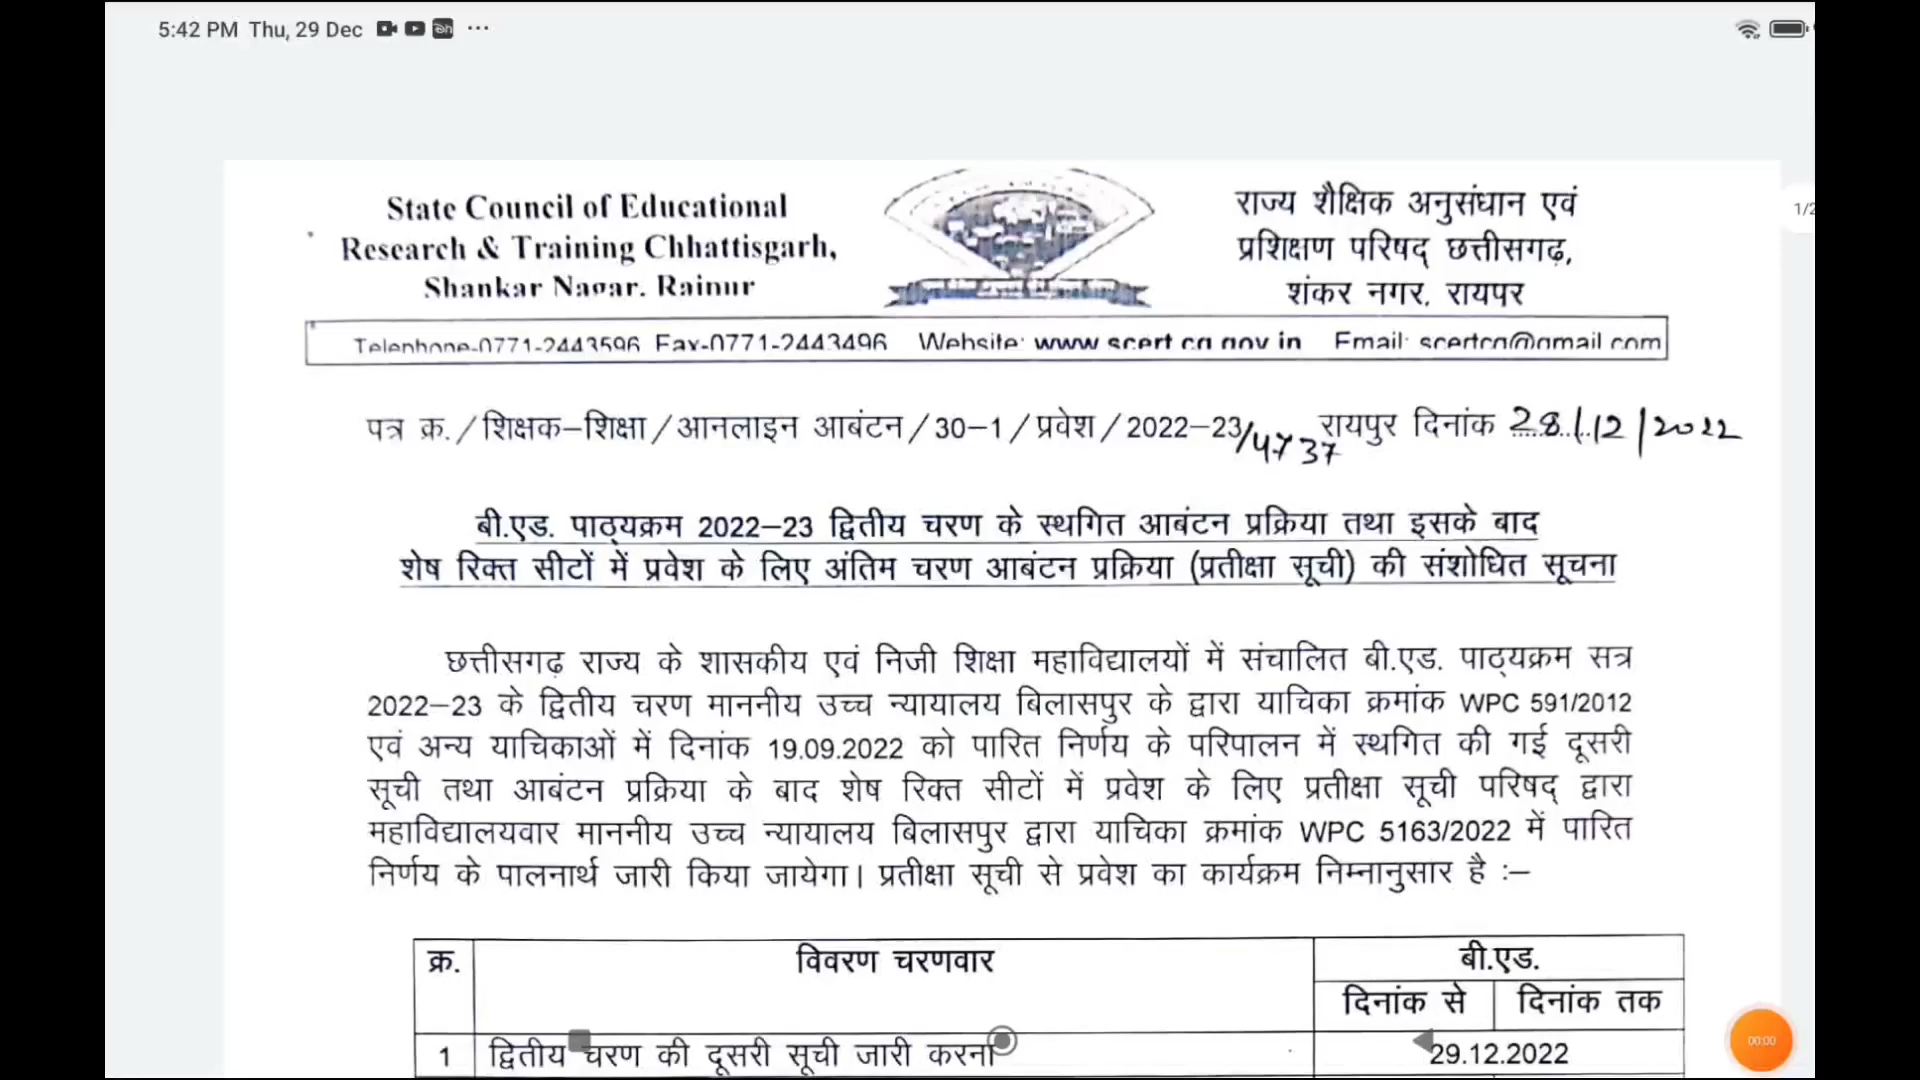 5:42 PM Thu, 29 Dec
1/2
State Council of Educational
Research & Training Chhattisgarh,
Shankar Nagar. Raipur
राज्य शैक्षिक अनुसंधान एवं
प्रशिक्षण परिषद् छत्तीसगढ़,
शंकर नगर, रायपुर
Telephone-0771-2443596 Fax-0771-2443496 Website: www.scert.cg.gov.in Email: scertcg@gmail.com
पत्र क्र./शिक्षक–शिक्षा/आनलाइन आबंटन/30–1/प्रवेश/2022–23/4737 रायपुर दिनांक 28/12/2022
बी.एड. पाठ्यक्रम 2022–23 द्वितीय चरण के स्थगित आबंटन प्रक्रिया तथा इसके बाद
शेष रिक्त सीटों में प्रवेश के लिए अंतिम चरण आबंटन प्रक्रिया (प्रतीक्षा सूची) की संशोधित सूचना
छत्तीसगढ़ राज्य के शासकीय एवं निजी शिक्षा महाविद्यालयों में संचालित बी.एड. पाठ्यक्रम सत्र
2022–23 के द्वितीय चरण माननीय उच्च न्यायालय बिलासपुर के द्वारा याचिका क्रमांक WPC 591/2012
एवं अन्य याचिकाओं में दिनांक 19.09.2022 को पारित निर्णय के परिपालन में स्थगित की गई दूसरी
सूची तथा आबंटन प्रक्रिया के बाद शेष रिक्त सीटों में प्रवेश के लिए प्रतीक्षा सूची परिषद् द्वारा
महाविद्यालयवार माननीय उच्च न्यायालय बिलासपुर द्वारा याचिका क्रमांक WPC 5163/2022 में पारित
निर्णय के पालनार्थ जारी किया जायेगा। प्रतीक्षा सूची से प्रवेश का कार्यक्रम निम्नानुसार है :–
क्र. विवरण चरणवार बी.एड.
दिनांक से दिनांक तक
1 द्वितीय चरण की दूसरी सूची जारी करना 29.12.2022
00:00